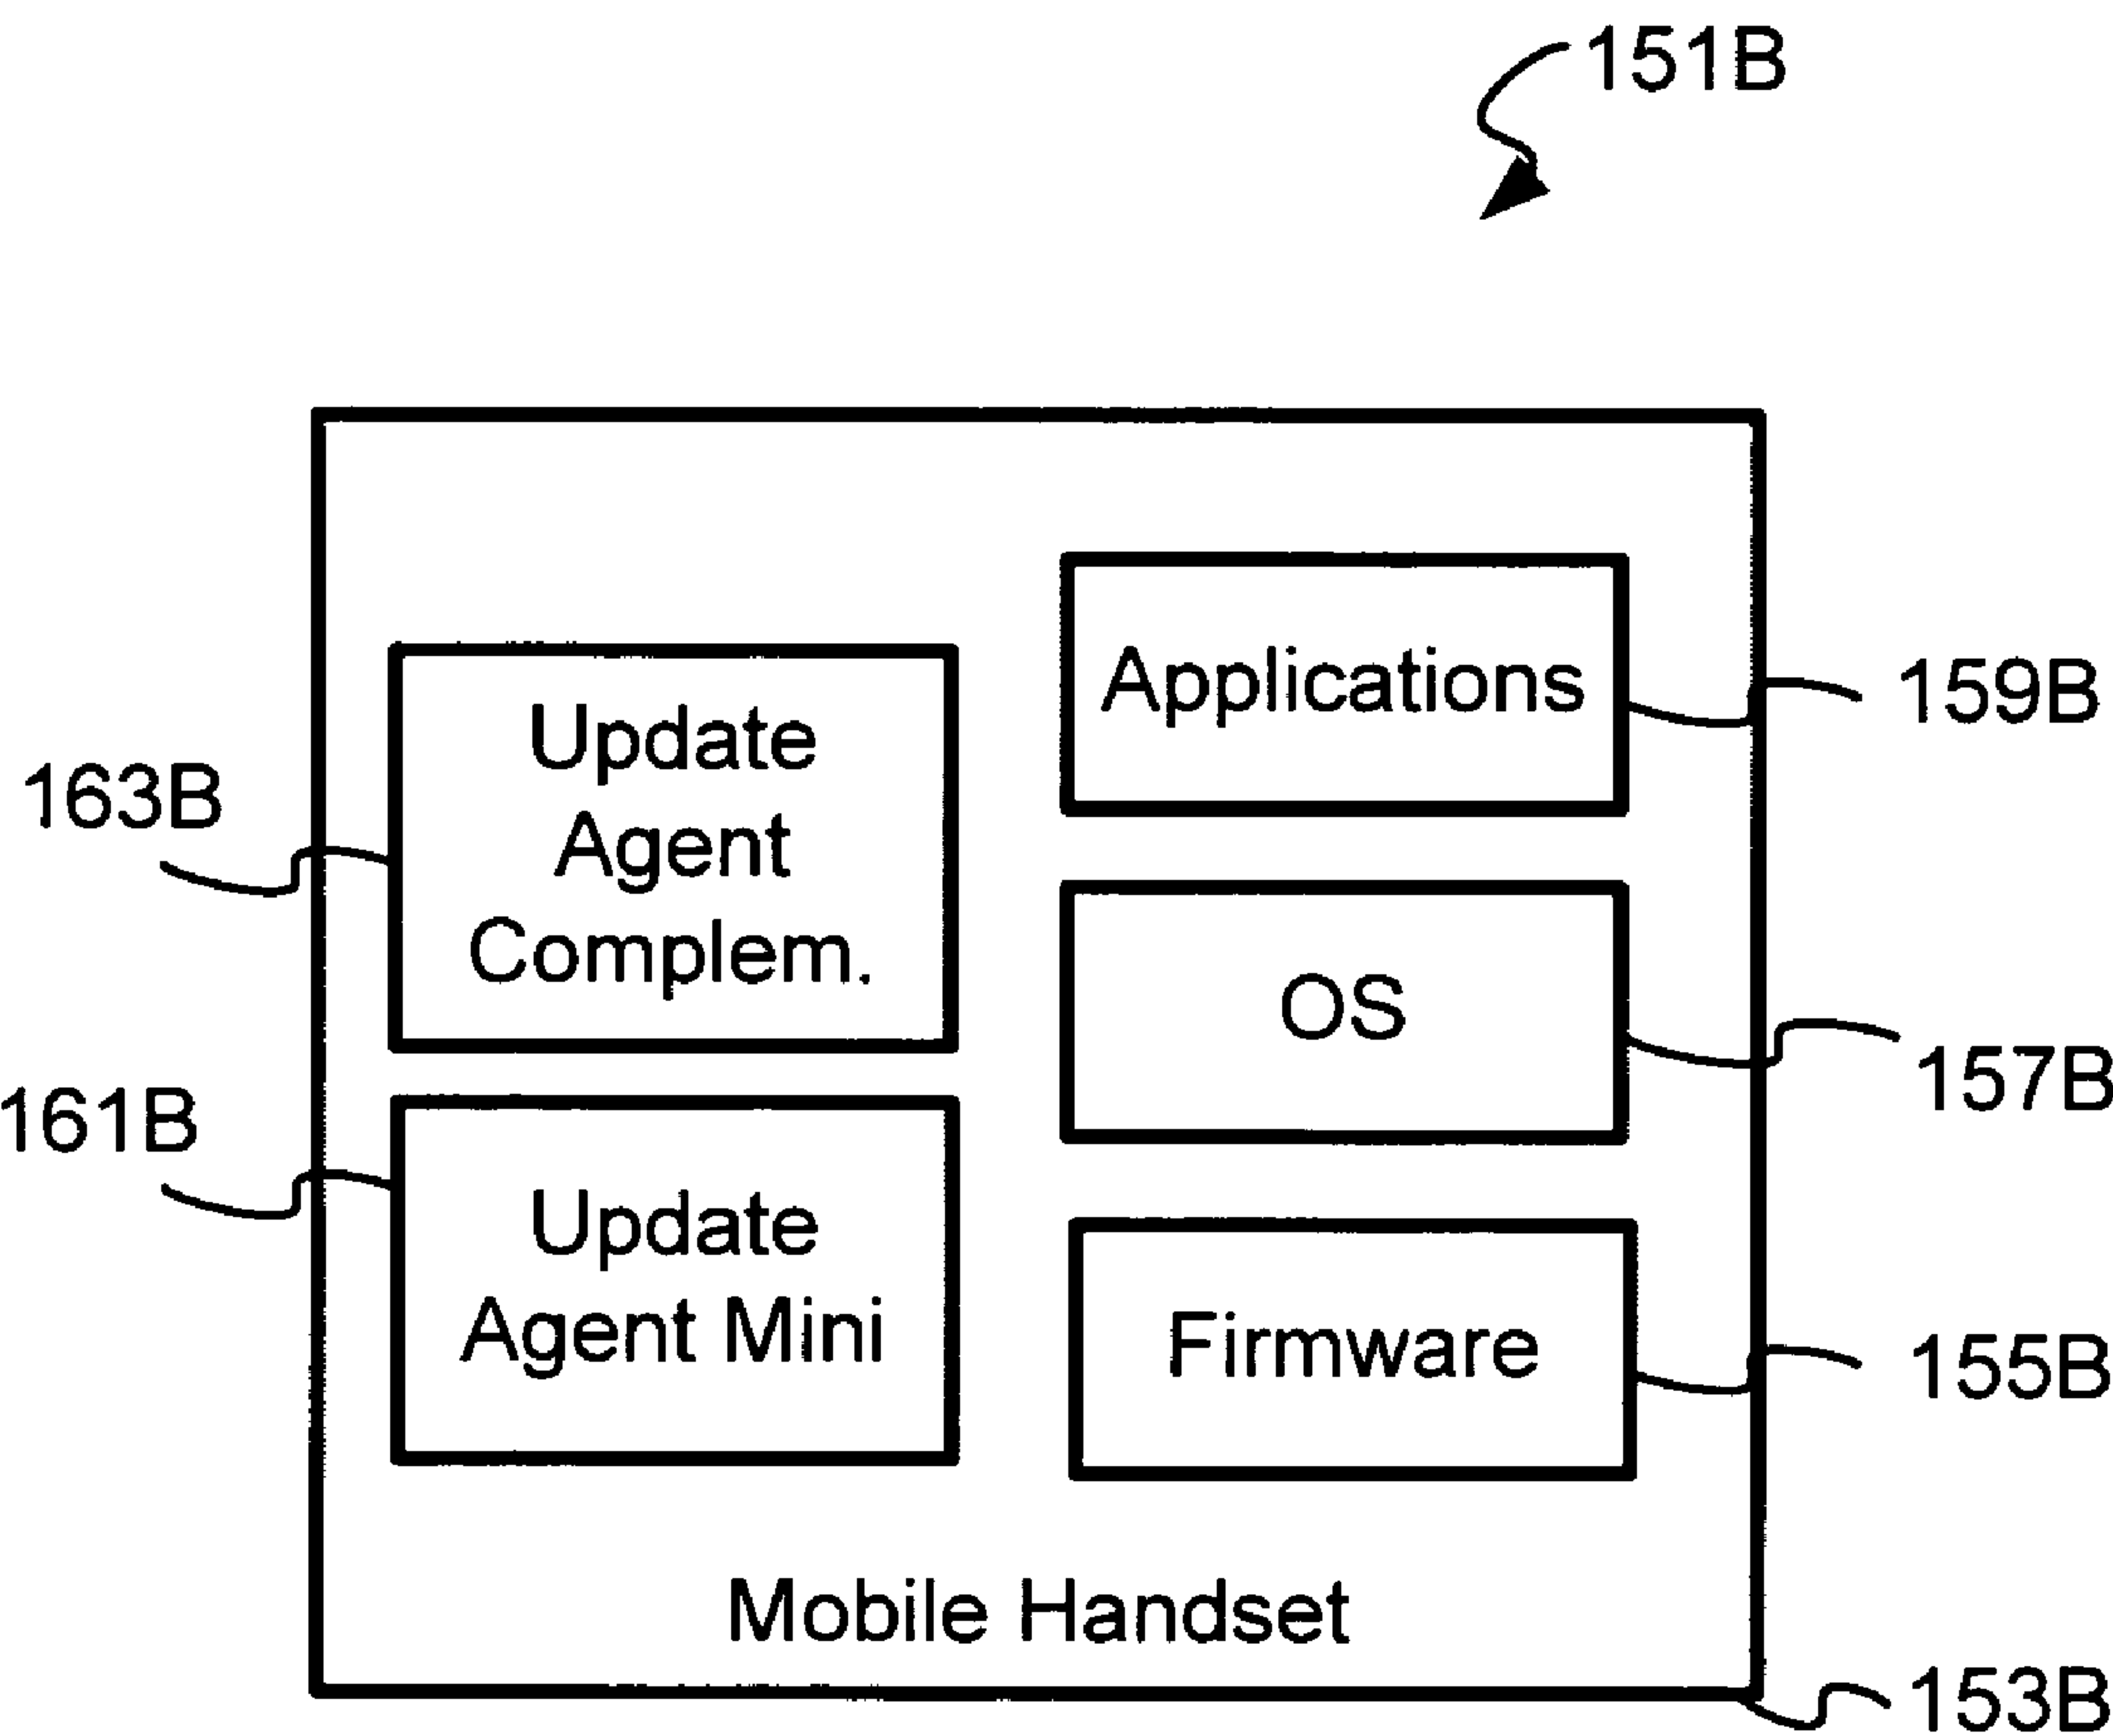 151B
Applications
159B
Update
Agent
Complem.
163B
OS
157B
161B
Update
Agent Mini
Firmware
155B
Mobile Handset
153B